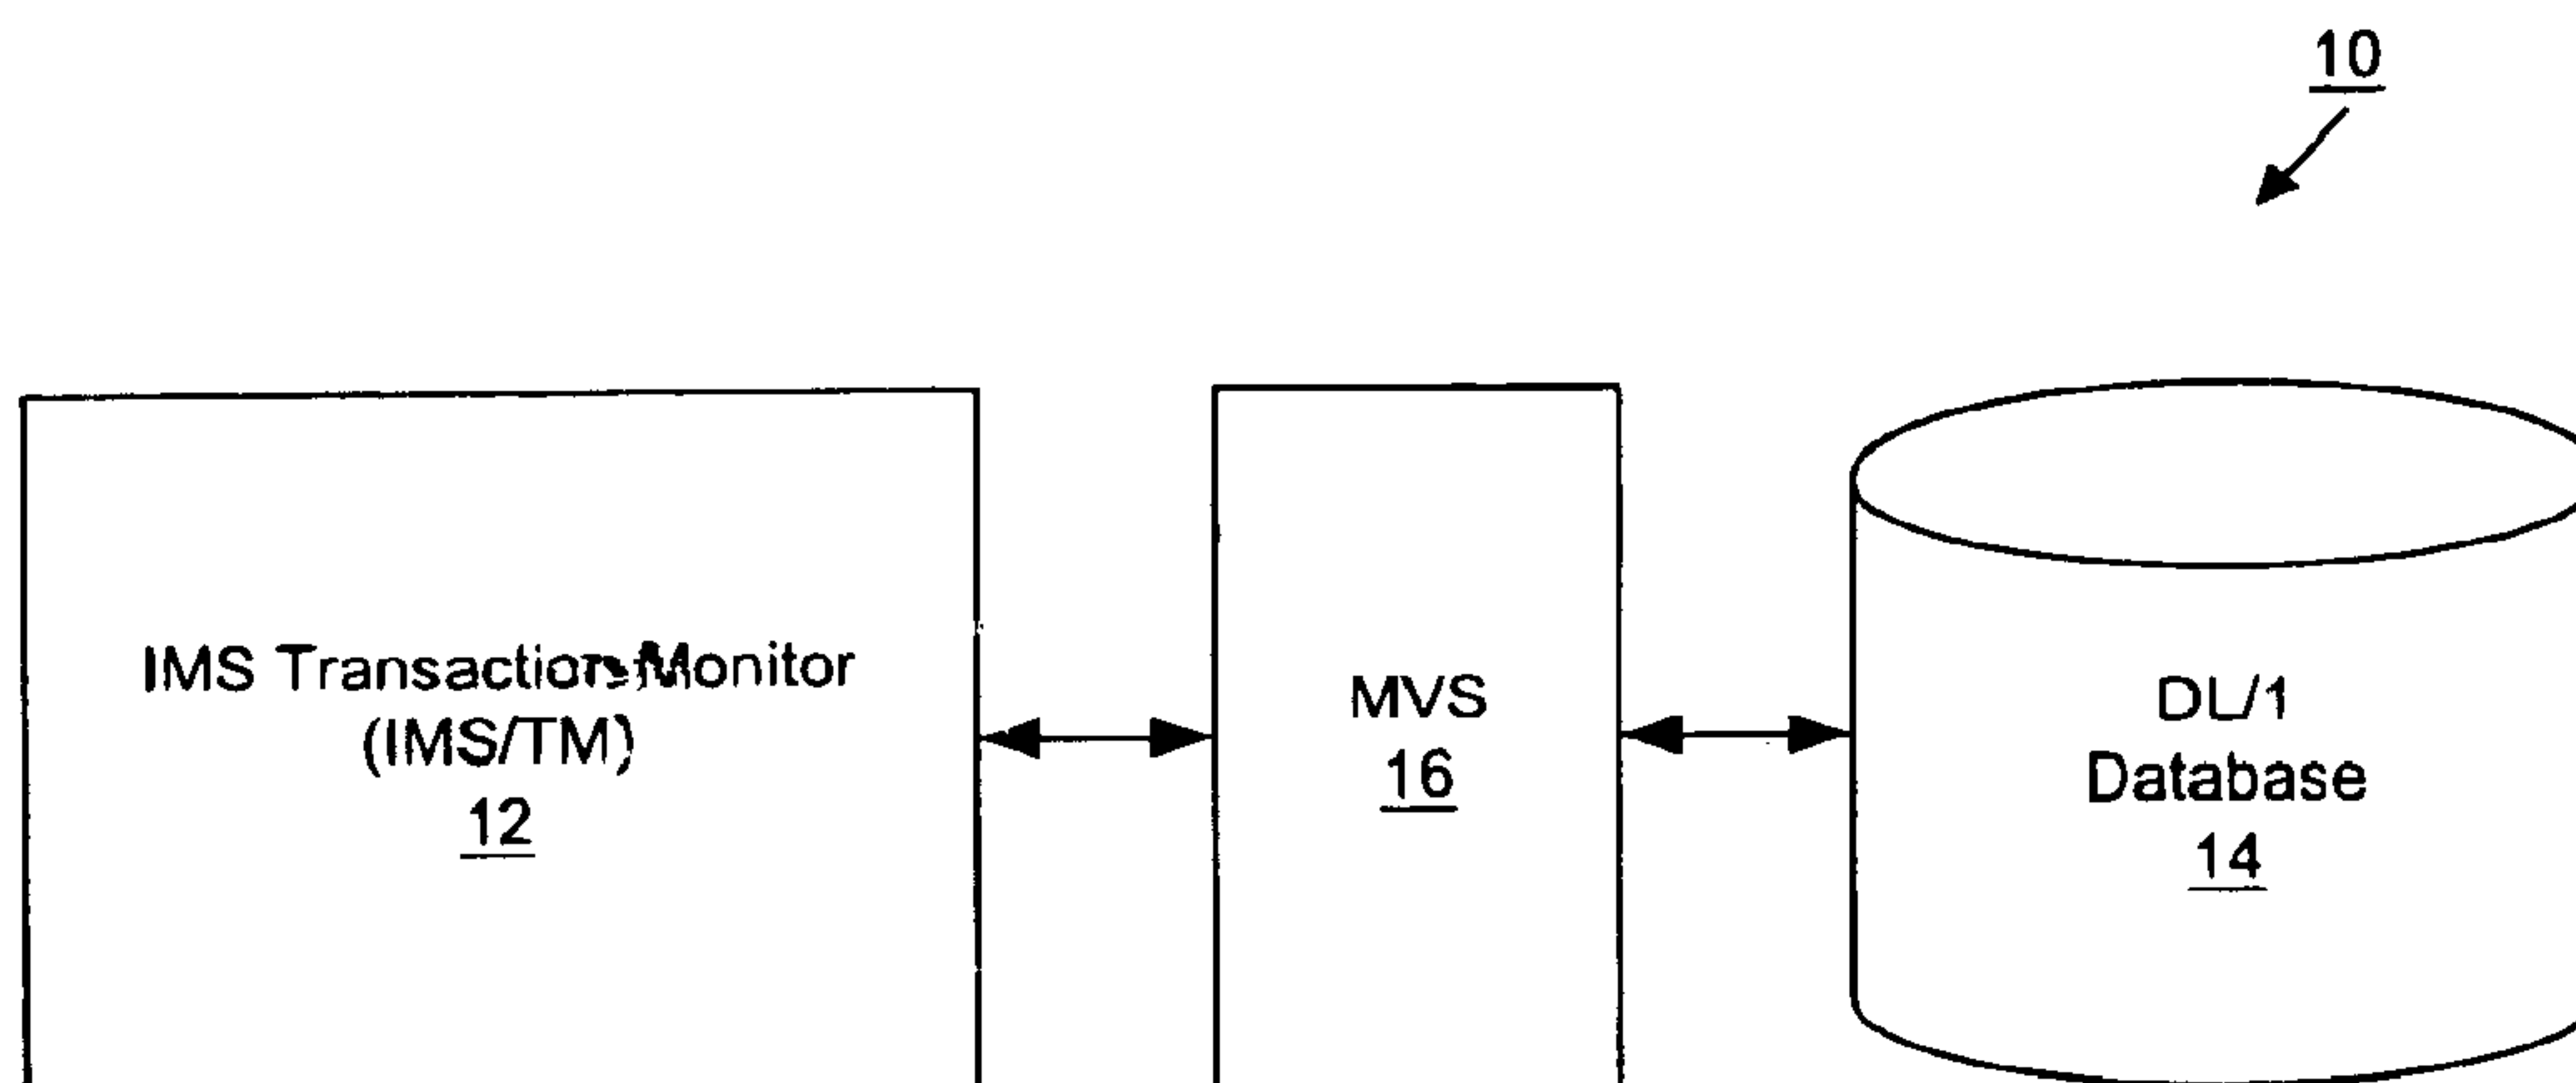 10
IMS Transaction Monitor
(IMS/TM)
12
MVS
16
DL/1
Database
14